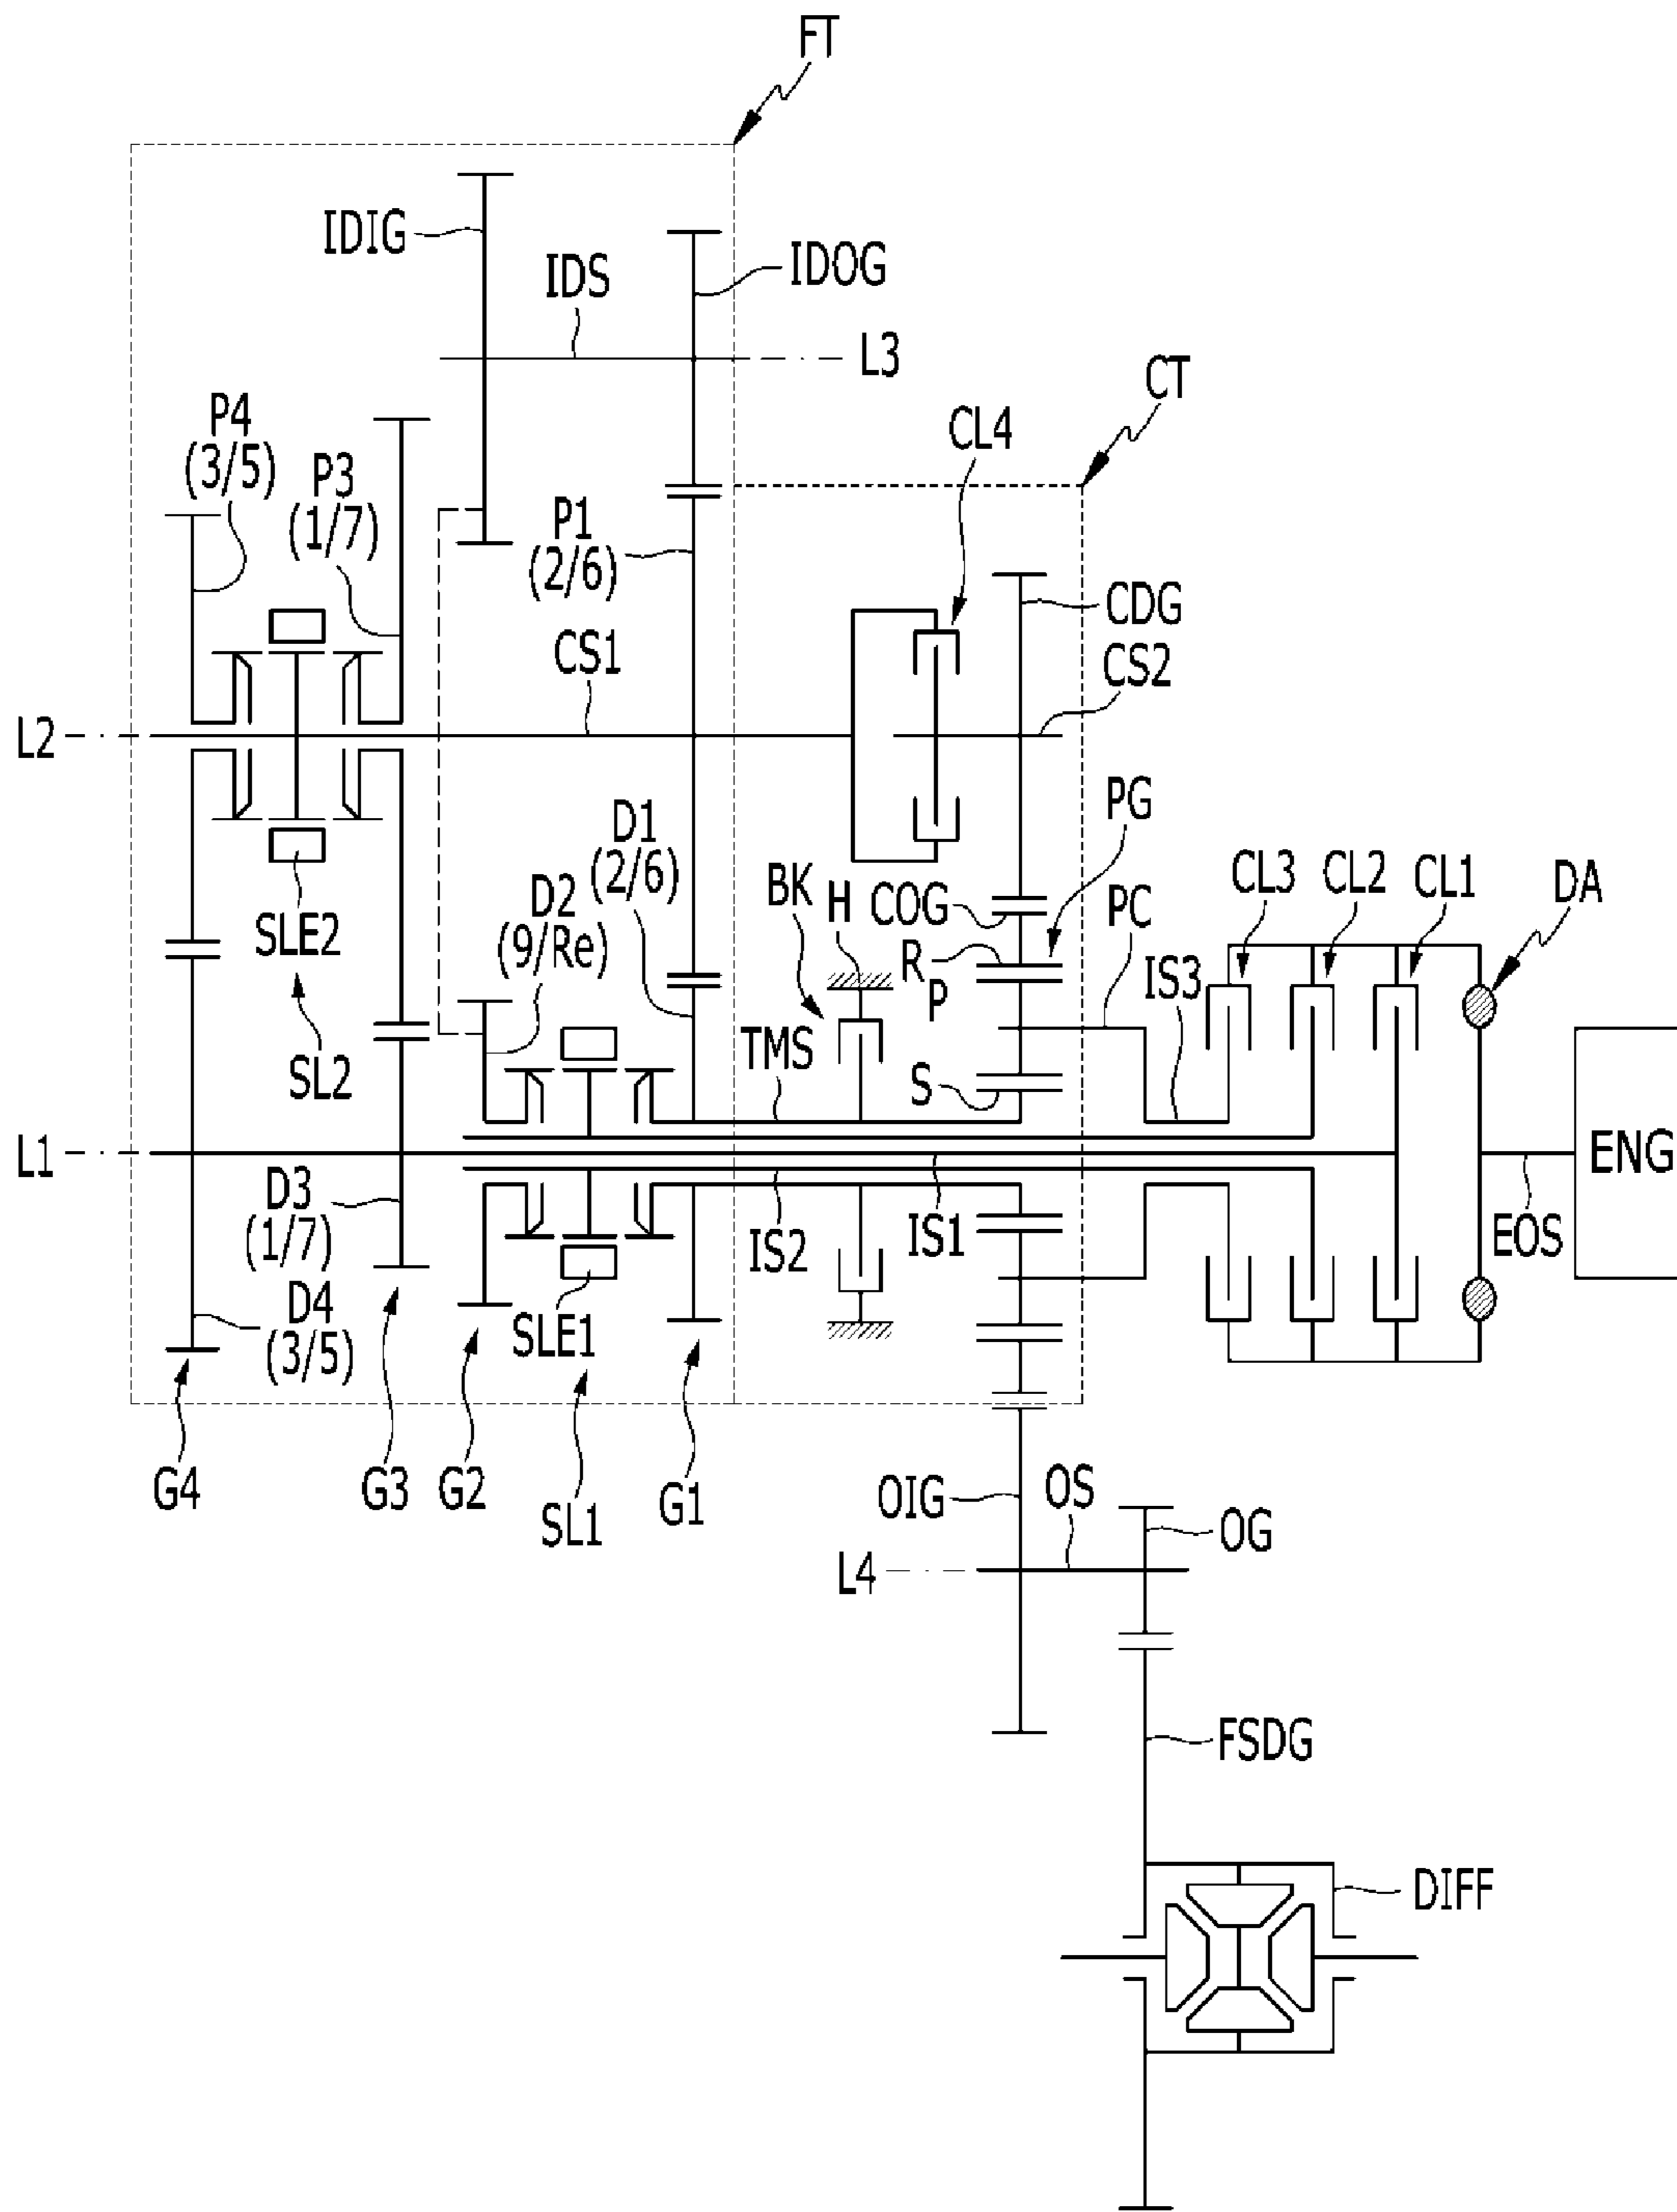 FT
IDIG
IDS
IDOG
L3
CT
P4
(3/5)
P3
(1/7)
P1
(2/6)
CL4
CDG
CS1
CS2
L2
PG
D1
(2/6)
D2
(9/Re)
BK
H
COG
PC
CL3
CL2
CL1
DA
SLE2
R
P
IS3
SL2
TMS
S
L1
ENG
D3
(1/7)
IS2
IS1
EOS
D4
(3/5)
SLE1
G4
G3
G2
SL1
G1
OIG
OS
OG
L4
FSDG
DIFF